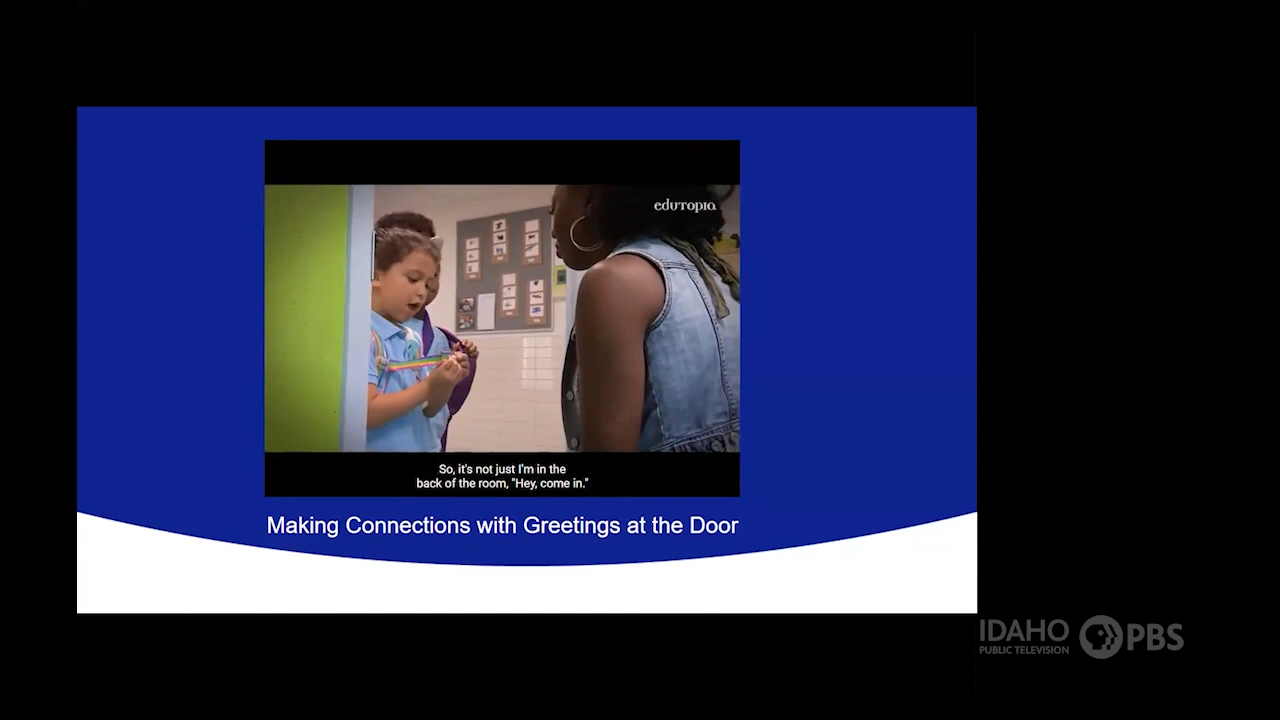 edutopia
So, it's not just I'm in the
back of the room, "Hey, come in."
Making Connections with Greetings at the Door
IDAHO
PUBLIC TELEVISION
PBS